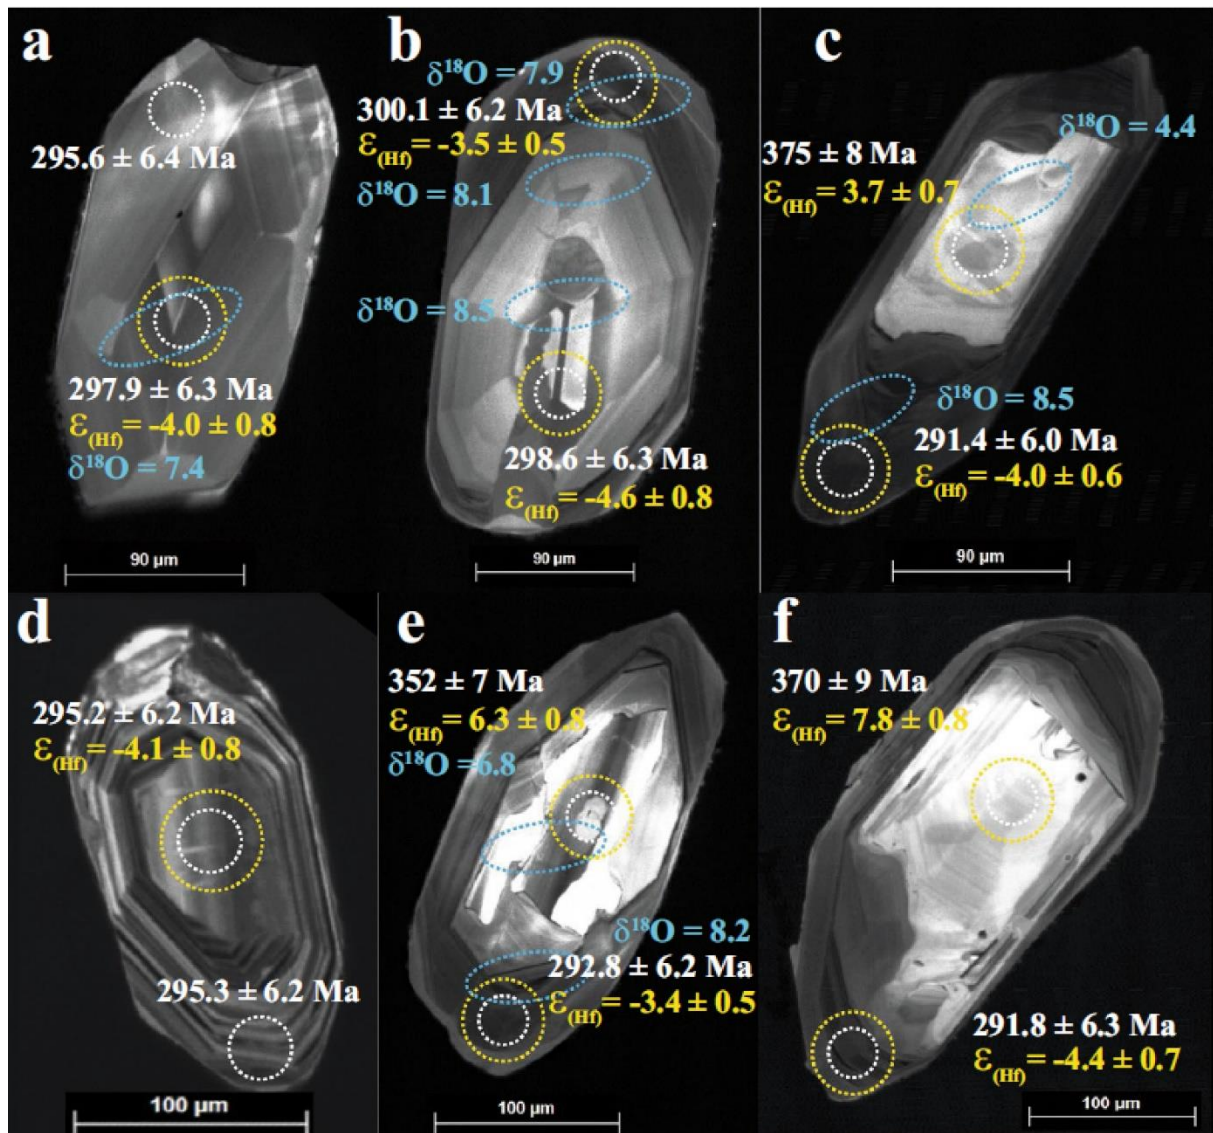 a
295.6 ± 6.4 Ma
297.9 ± 6.3 Ma
ε(Hf)= -4.0 ± 0.8
δ¹⁸O = 7.4
90 µm
b
δ¹⁸O = 7.9
300.1 ± 6.2 Ma
ε(Hf)= -3.5 ± 0.5
δ¹⁸O = 8.1
δ¹⁸O = 8.5
298.6 ± 6.3 Ma
ε(Hf)= -4.6 ± 0.8
90 µm
c
δ¹⁸O = 4.4
375 ± 8 Ma
ε(Hf)= 3.7 ± 0.7
δ¹⁸O = 8.5
291.4 ± 6.0 Ma
ε(Hf)= -4.0 ± 0.6
90 µm
d
295.2 ± 6.2 Ma
ε(Hf)= -4.1 ± 0.8
295.3 ± 6.2 Ma
100 µm
e
352 ± 7 Ma
ε(Hf)= 6.3 ± 0.8
δ¹⁸O =6.8
δ¹⁸O = 8.2
292.8 ± 6.2 Ma
ε(Hf)= -3.4 ± 0.5
100 µm
f
370 ± 9 Ma
ε(Hf)= 7.8 ± 0.8
291.8 ± 6.3 Ma
ε(Hf)= -4.4 ± 0.7
100 µm